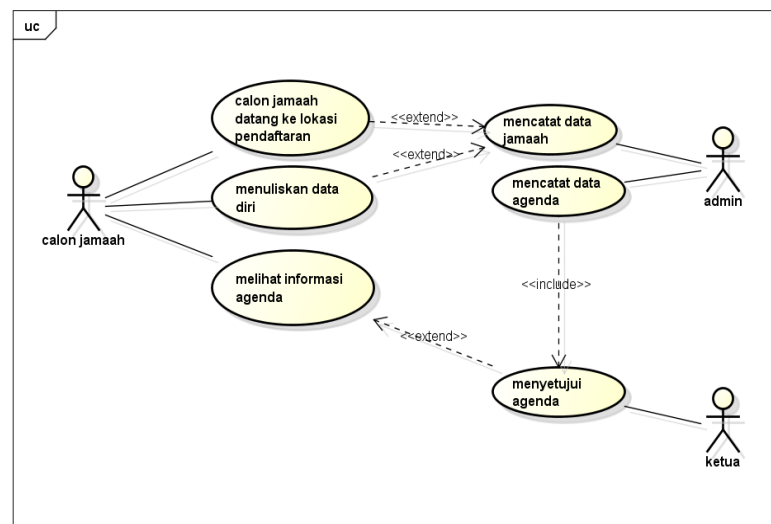 uc
calon jamaah
datang ke lokasi
pendaftaran
<<extend>>
mencatat data
jamaah
<<extend>>
menuliskan data
diri
mencatat data
agenda
admin
calon jamaah
melihat informasi
agenda
<<include>>
<<extend>>
menyetujui
agenda
ketua